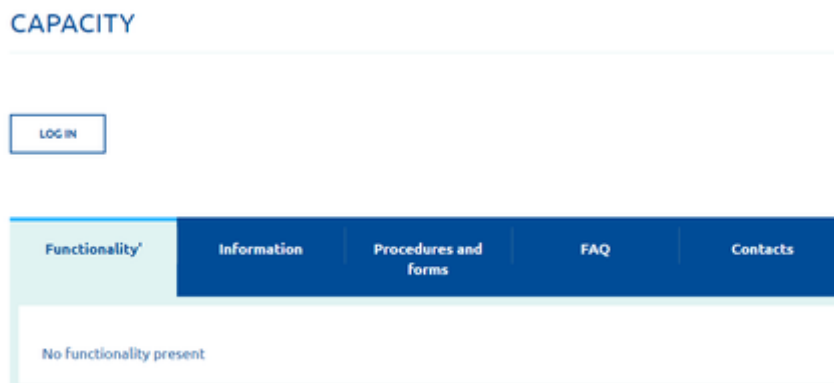 CAPACITY
LOG IN
Functionality'
Information
Procedures and
forms
FAQ
Contacts
No functionality present